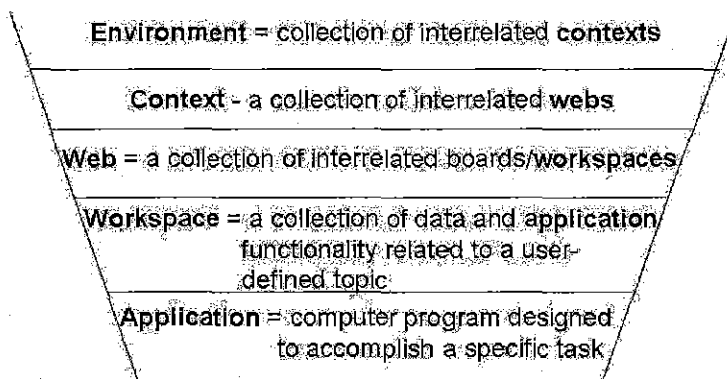 Environment = collection of interrelated contexts
Context - a collection of interrelated webs
Web = a collection of interrelated boards/workspaces
Workspace = a collection of data and application
functionality related to a user-
defined topic
Application = computer program designed
to accomplish a specific task